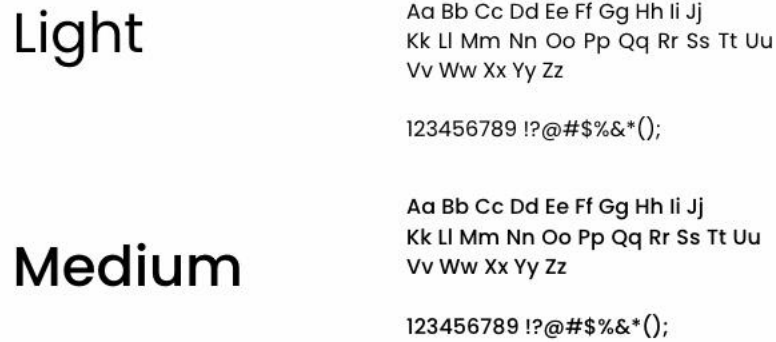 Light
Aa Bb Cc Dd Ee Ff Gg Hh Ii Jj
Kk Ll Mm Nn Oo Pp Qq Rr Ss Tt Uu
Vv Ww Xx Yy Zz
123456789 !?@#$%&*();
Medium
Aa Bb Cc Dd Ee Ff Gg Hh Ii Jj
Kk Ll Mm Nn Oo Pp Qq Rr Ss Tt Uu
Vv Ww Xx Yy Zz
123456789 !?@#$%&*();